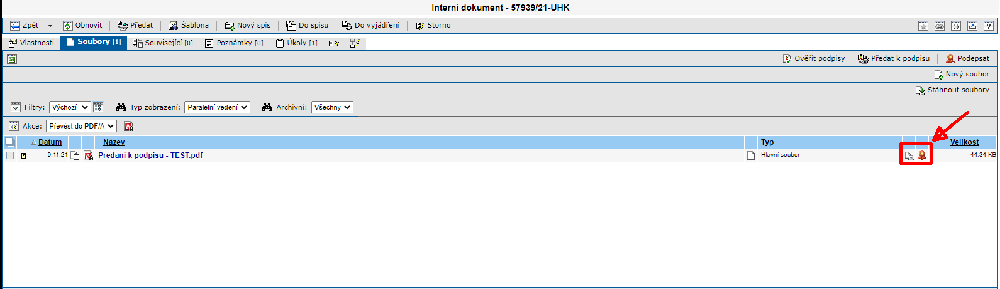 Interní dokument - 57939/21-UHK
Zpět Obnovit Předat Šablona Nový spis Do spisu Do vyjádření Storno
Vlastnosti Soubory [1] Související [0] Poznámky [0] Úkoly [1]
Ověřit podpisy Předat k podpisu Podepsat
Nový soubor
Stáhnout soubory
Filtry: Výchozí Typ zobrazení: Paralelní vedení Archivní: Všechny
Akce: Převést do PDF/A
Datum Název Typ Velikost
E 9.11.21 Predani k podpisu - TEST.pdf Hlavní soubor 44,34 KB